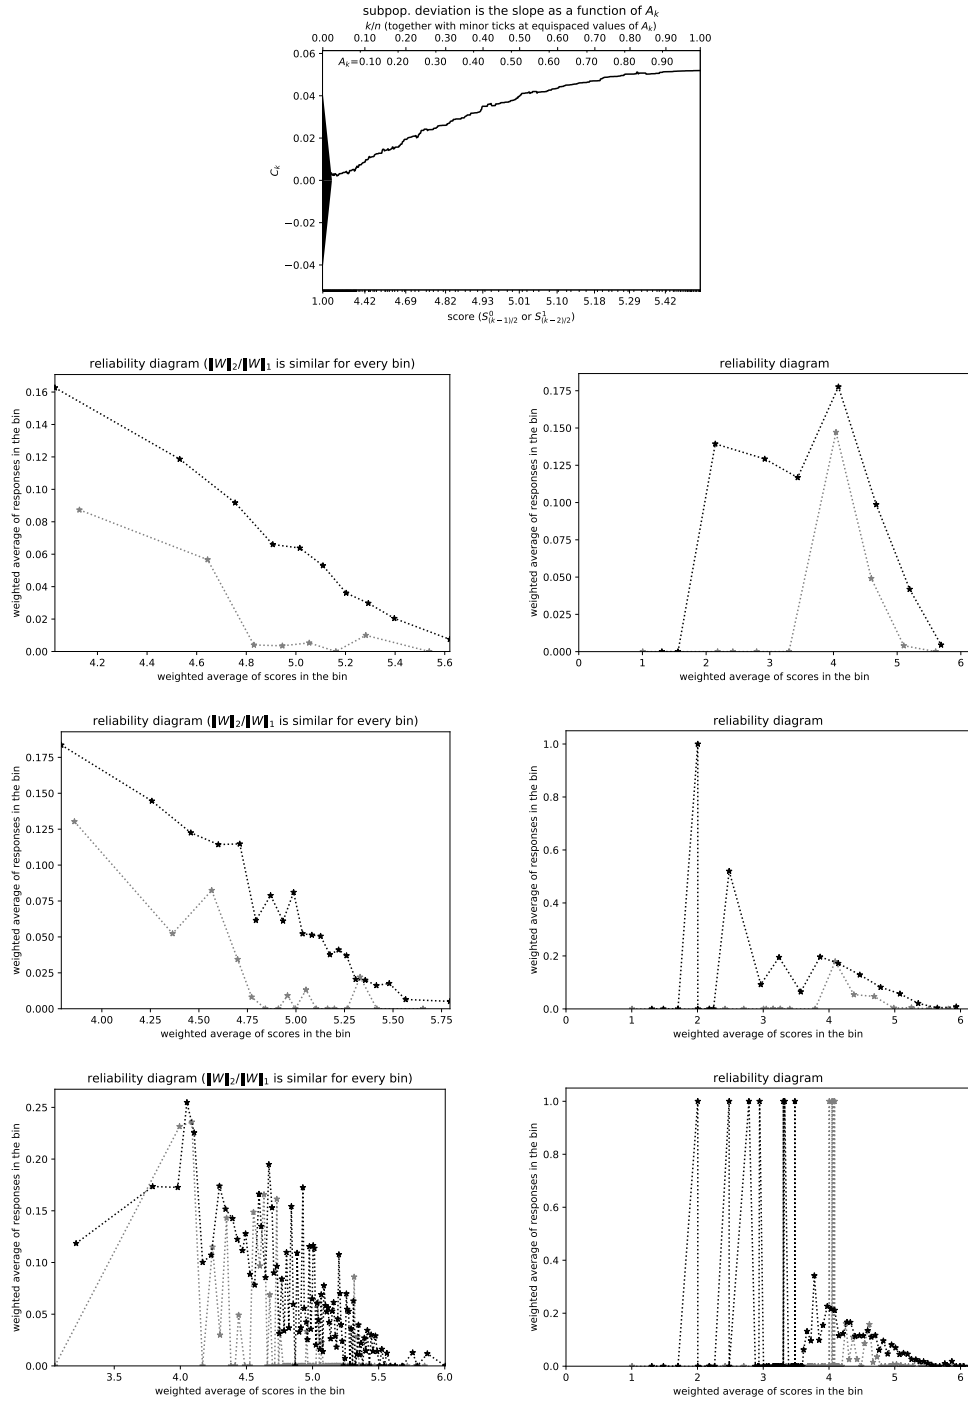 subpop. deviation is the slope as a function of A_k
k/n (together with minor ticks at equispaced values of A_k)
0.00 0.10 0.20 0.30 0.40 0.50 0.60 0.70 0.80 0.90 1.00
A_k=0.10 0.20 0.30 0.40 0.50 0.60 0.70 0.80 0.90
0.06
0.04
0.02
0.00
−0.02
−0.04
C_k
1.00 4.42 4.69 4.82 4.93 5.01 5.10 5.18 5.29 5.42
score (S^0_{(k−1)/2} or S^1_{(k−2)/2})
reliability diagram (‖W‖_2/‖W‖_1 is similar for every bin)
weighted average of responses in the bin
0.16
0.14
0.12
0.10
0.08
0.06
0.04
0.02
0.00
4.2 4.4 4.6 4.8 5.0 5.2 5.4 5.6
weighted average of scores in the bin
reliability diagram
weighted average of responses in the bin
0.175
0.150
0.125
0.100
0.075
0.050
0.025
0.000
0 1 2 3 4 5 6
weighted average of scores in the bin
reliability diagram (‖W‖_2/‖W‖_1 is similar for every bin)
weighted average of responses in the bin
0.175
0.150
0.125
0.100
0.075
0.050
0.025
0.000
4.00 4.25 4.50 4.75 5.00 5.25 5.50 5.75
weighted average of scores in the bin
reliability diagram
weighted average of responses in the bin
1.0
0.8
0.6
0.4
0.2
0.0
0 1 2 3 4 5 6
weighted average of scores in the bin
reliability diagram (‖W‖_2/‖W‖_1 is similar for every bin)
weighted average of responses in the bin
0.25
0.20
0.15
0.10
0.05
0.00
3.5 4.0 4.5 5.0 5.5 6.0
weighted average of scores in the bin
reliability diagram
weighted average of responses in the bin
1.0
0.8
0.6
0.4
0.2
0.0
0 1 2 3 4 5 6
weighted average of scores in the bin